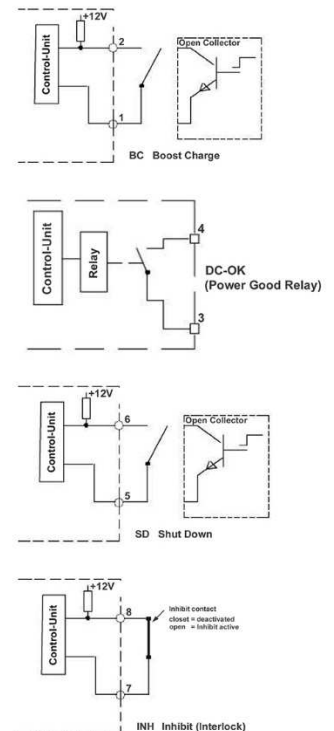 +12V
Control-Unit
2
1
Open Collector
BC Boost Charge
Control-Unit
Relay
4
3
DC-OK
(Power Good Relay)
+12V
Control-Unit
6
5
Open Collector
SD Shut Down
+12V
Control-Unit
8
7
Inhibit contact
closet = deactivated
open = Inhibit active
INH Inhibit (Interlock)